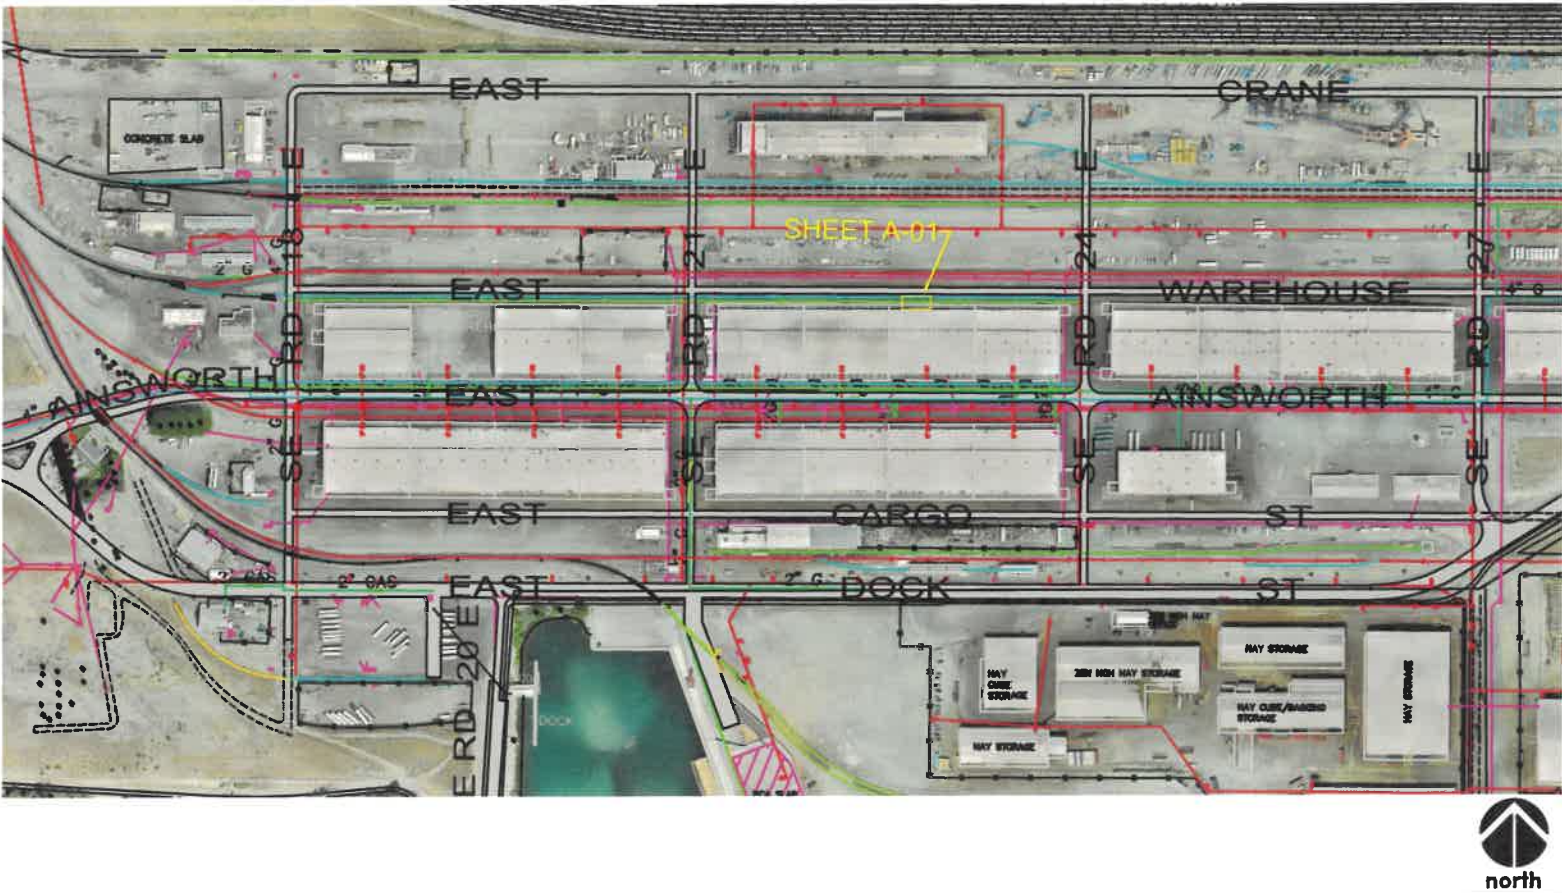 EAST CRANE
CONCRETE SLAB
SE RD 18 E
SE RD 21 E
SE RD 24 E
SE RD 27 E
SHEET A-01
2" G
EAST WAREHOUSE
4" G
AINSWORTH EAST AINSWORTH
EAST CARGO ST
2" GAS
2" G
EAST DOCK ST
E RD 20 E
DOCK
HAY
CUBE
STORAGE
HAY STORAGE
HAY STORAGE
HAY CUBE/BAGGING
STORAGE
HAY STORAGE
HAY STORAGE
north